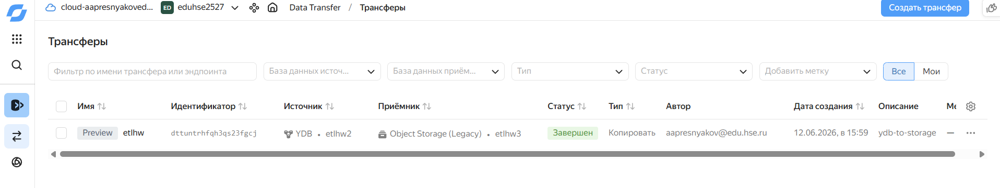 cloud-aapresnyakoved... ED eduhse2527 Data Transfer / Трансферы Создать трансфер
Трансферы
Фильтр по имени трансфера или эндпоинта База данных источ... База данных приём... Тип Статус Добавить метку Все Мои
Имя Идентификатор Источник Приёмник Статус Тип Автор Дата создания Описание Ме
Preview etlhw dttuntrhfqh3qs23fgcj YDB • etlhw2 Object Storage (Legacy) • etlhw3 Завершен Копировать aapresnyakov@edu.hse.ru 12.06.2026, в 15:59 ydb-to-storage —